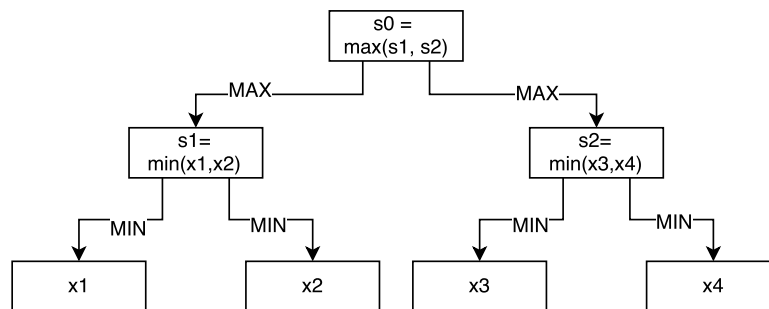 s0 =
max(s1, s2)
MAX
MAX
s1=
min(x1,x2)
s2=
min(x3,x4)
MIN
MIN
MIN
MIN
x1
x2
x3
x4